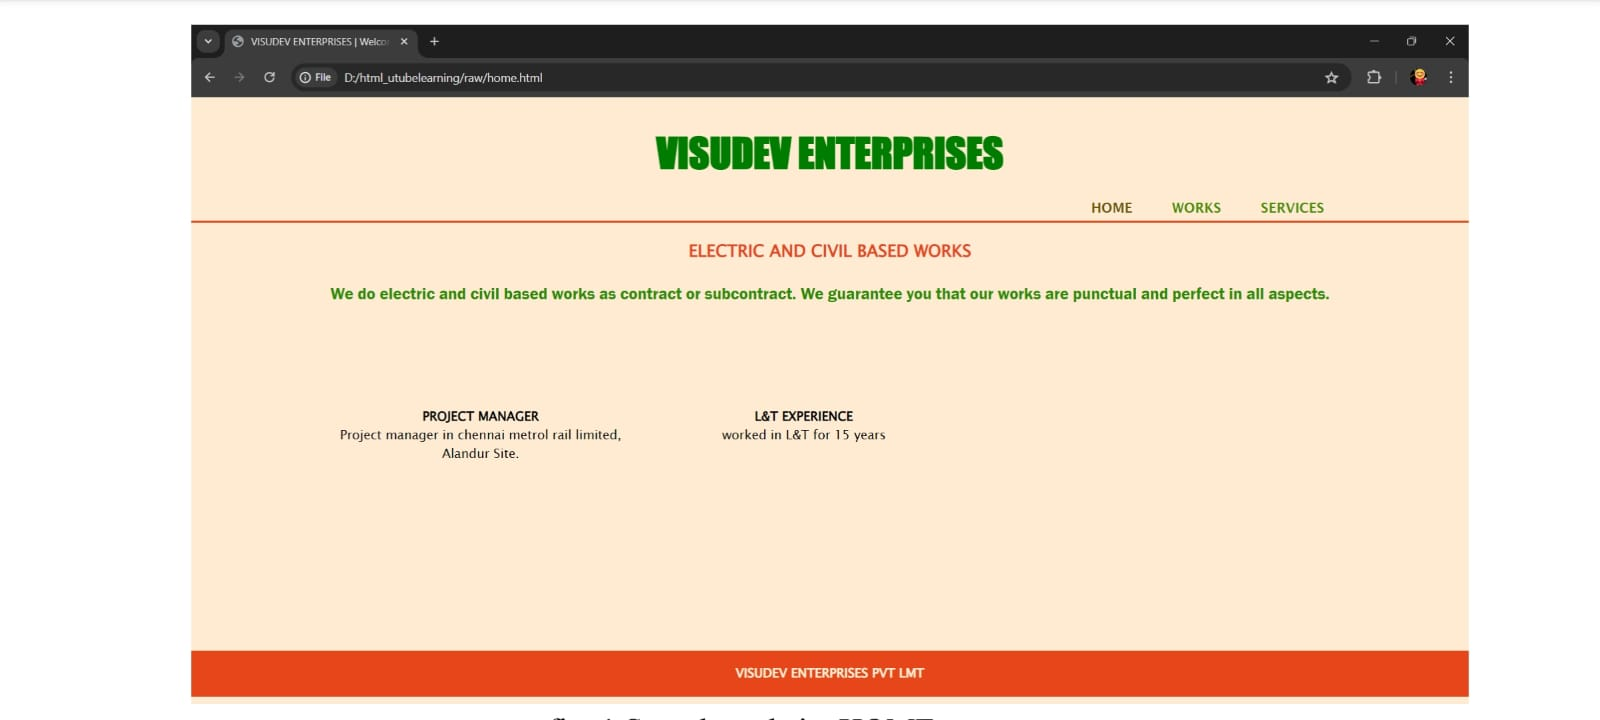 VISUDEV ENTERPRISES | Welco
File D:/html_utubelearning/raw/home.html
VISUDEV ENTERPRISES
HOME WORKS SERVICES
ELECTRIC AND CIVIL BASED WORKS
We do electric and civil based works as contract or subcontract. We guarantee you that our works are punctual and perfect in all aspects.
PROJECT MANAGER
Project manager in chennai metrol rail limited,
Alandur Site.
L&T EXPERIENCE
worked in L&T for 15 years
VISUDEV ENTERPRISES PVT LMT